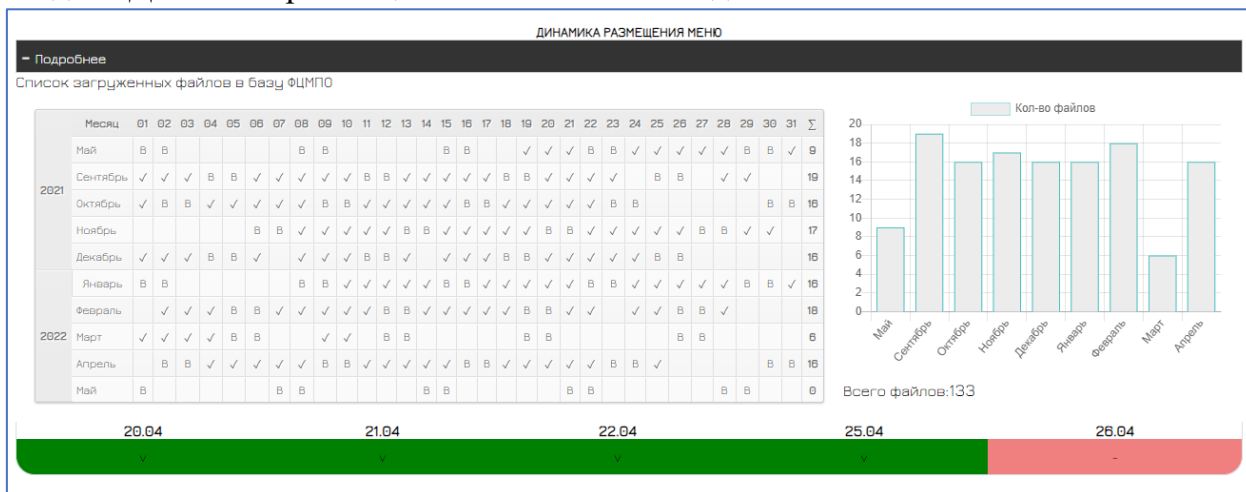 ДИНАМИКА РАЗМЕЩЕНИЯ МЕНЮ
- Подробнее
Список загруженных файлов в базу ФЦМПО
Месяц 01 02 03 04 05 06 07 08 09 10 11 12 13 14 15 16 17 18 19 20 21 22 23 24 25 26 27 28 29 30 31 Σ
2021
Май В В В В В В ✓ ✓ ✓ В В ✓ ✓ ✓ ✓ ✓ В В ✓ 9
Сентябрь ✓ ✓ ✓ В В ✓ ✓ ✓ ✓ ✓ В В ✓ ✓ ✓ ✓ ✓ В В ✓ ✓ ✓ ✓ В В ✓ ✓ 19
Октябрь ✓ В В ✓ ✓ ✓ ✓ ✓ В В ✓ ✓ ✓ ✓ ✓ В В ✓ ✓ ✓ ✓ ✓ В В В В 16
Ноябрь В В ✓ ✓ ✓ ✓ ✓ В В ✓ ✓ ✓ ✓ ✓ В В ✓ ✓ ✓ ✓ ✓ В В ✓ ✓ 17
Декабрь ✓ ✓ ✓ В В ✓ ✓ ✓ ✓ В В ✓ ✓ ✓ ✓ В В ✓ ✓ ✓ ✓ ✓ В В 16
2022
Январь В В В В ✓ ✓ ✓ ✓ ✓ В В ✓ ✓ ✓ ✓ ✓ В В ✓ ✓ ✓ ✓ ✓ В В ✓ 16
Февраль ✓ ✓ ✓ В В ✓ ✓ ✓ ✓ ✓ В В ✓ ✓ ✓ ✓ ✓ В В ✓ ✓ ✓ ✓ В В ✓ 18
Март ✓ ✓ ✓ ✓ В В ✓ ✓ В В В В В В 6
Апрель В В ✓ ✓ ✓ ✓ ✓ В В ✓ ✓ ✓ ✓ ✓ В В ✓ ✓ ✓ ✓ ✓ В В ✓ В В 16
Май В В В В В В В В В 0
Кол-во файлов
20
18
16
14
12
10
8
6
4
2
0
Май Сентябрь Октябрь Ноябрь Декабрь Январь Февраль Март Апрель
Всего файлов:133
20.04 21.04 22.04 25.04 26.04
v v v v -